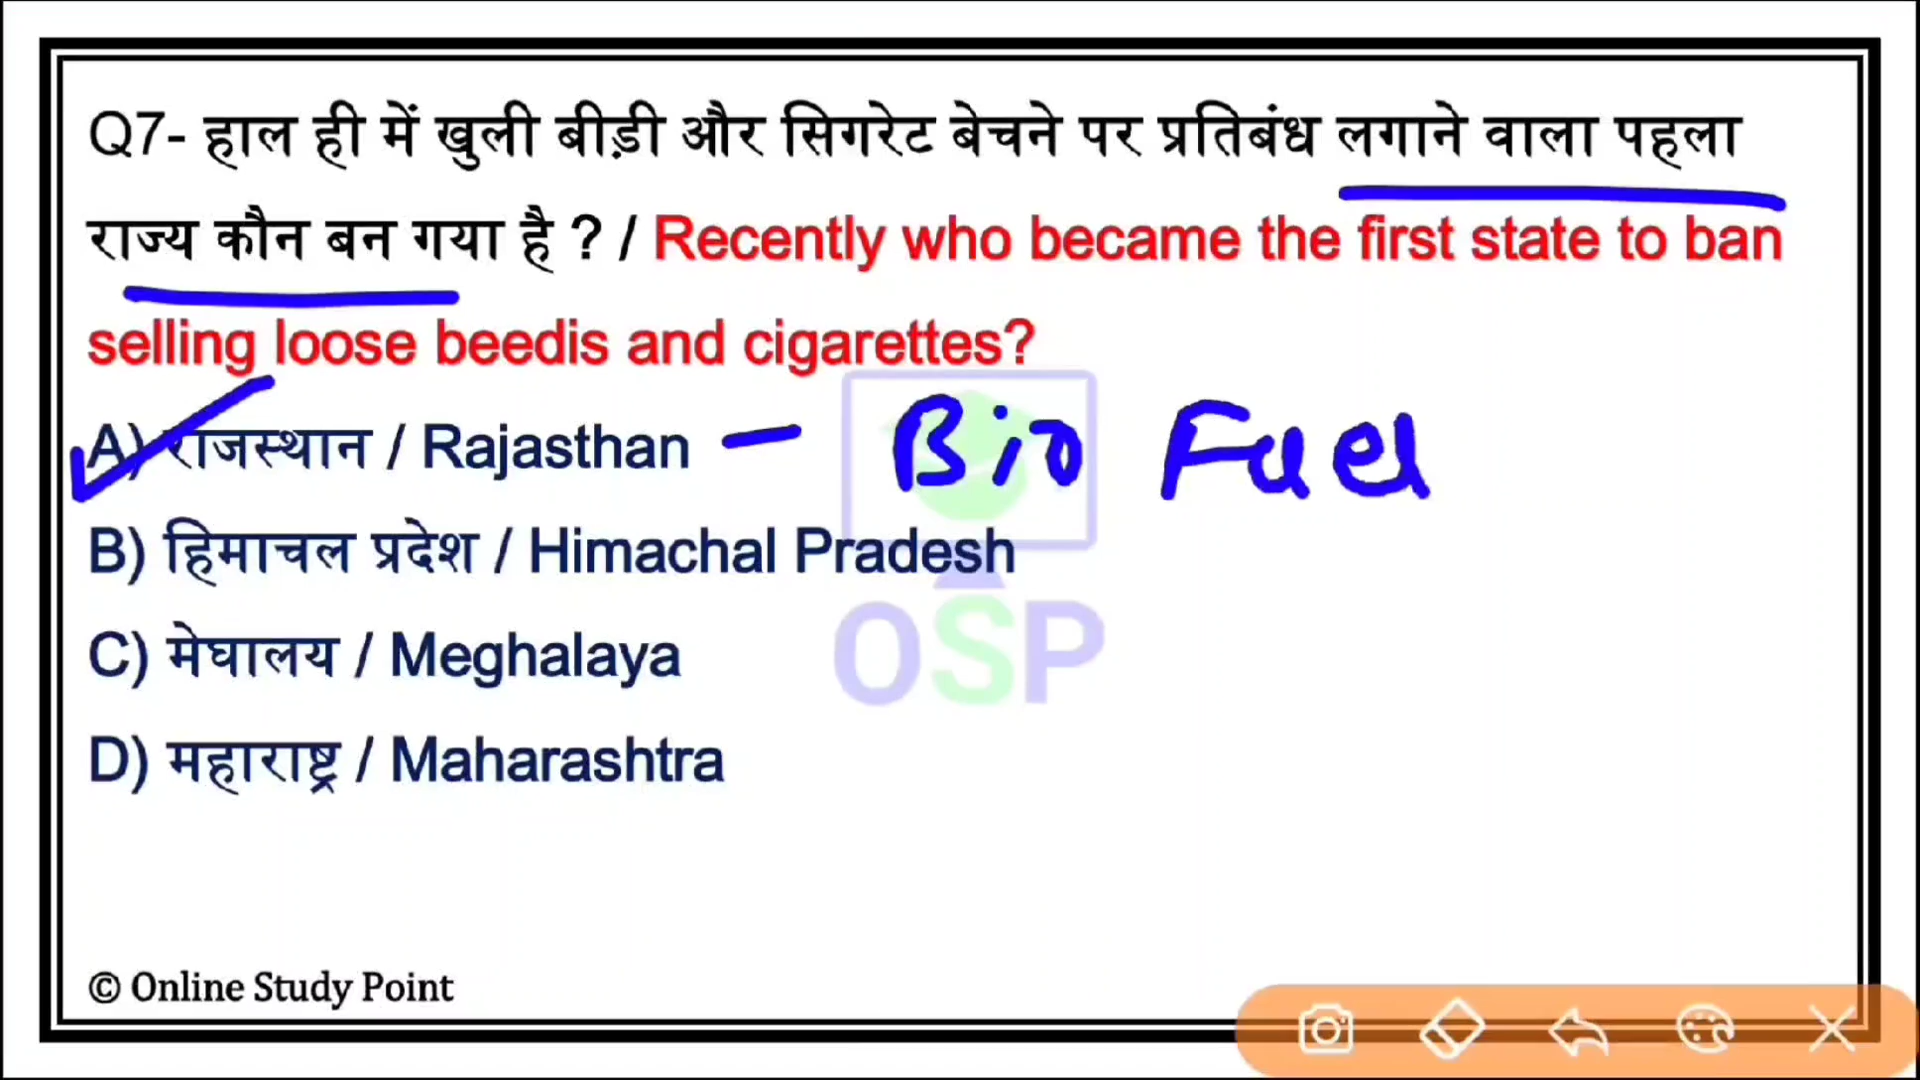 Q7- हाल ही में खुली बीड़ी और सिगरेट बेचने पर प्रतिबंध लगाने वाला पहला
राज्य कौन बन गया है ? / Recently who became the first state to ban
selling loose beedis and cigarettes?
A) राजस्थान / Rajasthan – Bio Fuel
B) हिमाचल प्रदेश / Himachal Pradesh
C) मेघालय / Meghalaya
OSP
D) महाराष्ट्र / Maharashtra
© Online Study Point